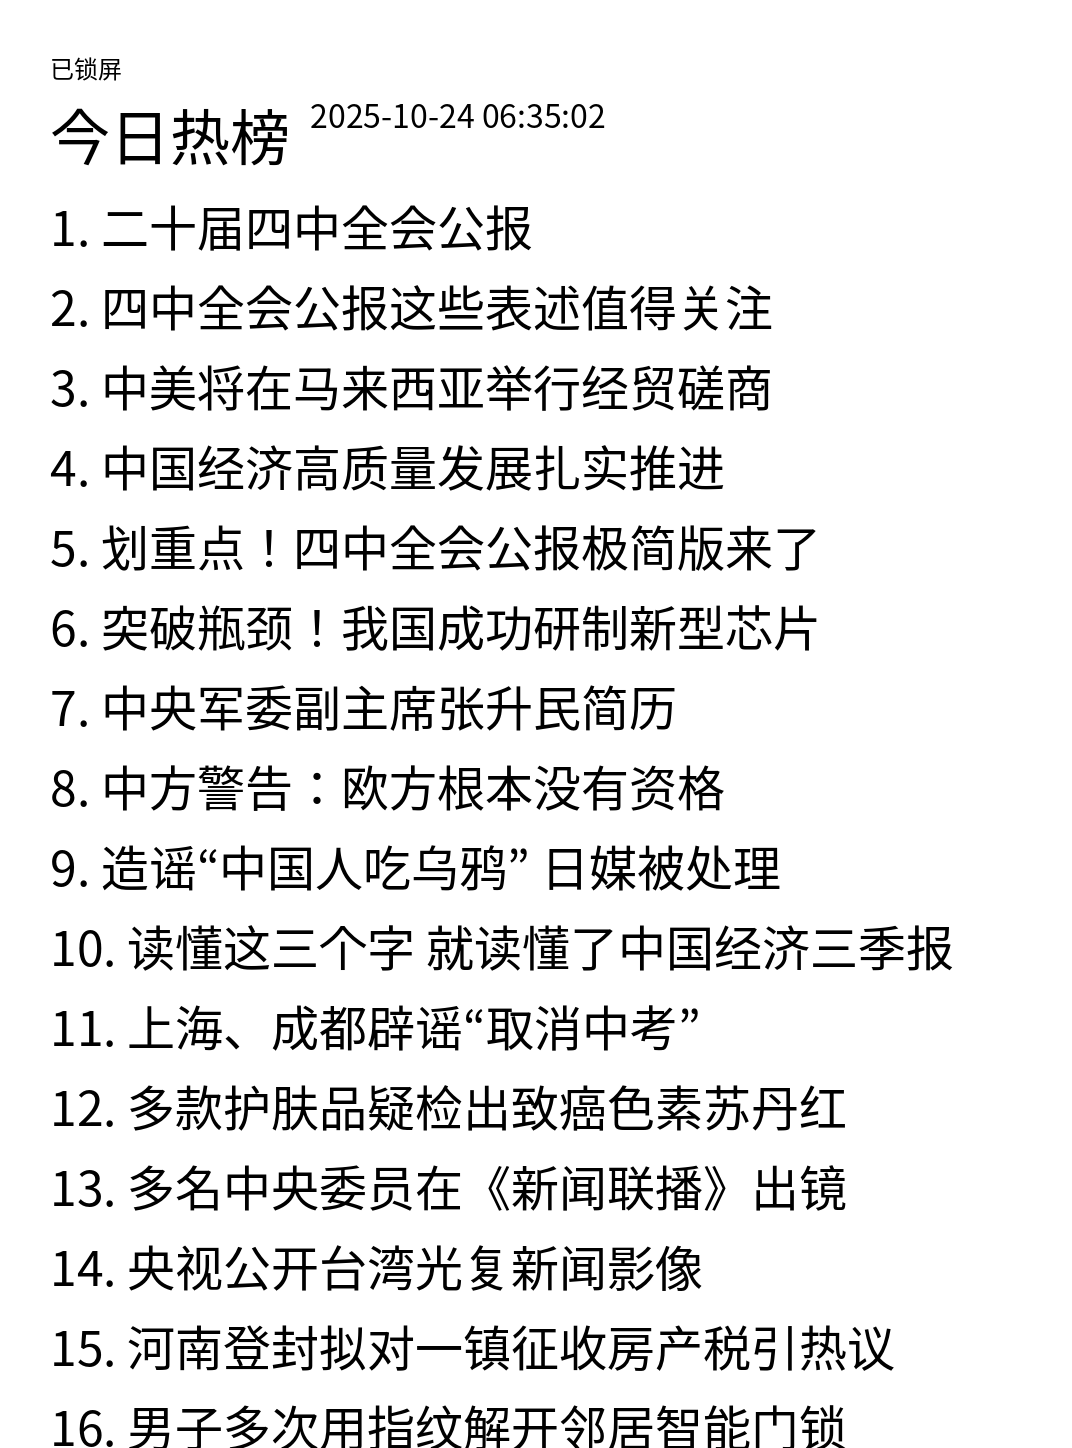 已锁屏
今日热榜 2025-10-24 06:35:02
1. 二十届四中全会公报
2. 四中全会公报这些表述值得关注
3. 中美将在马来西亚举行经贸磋商
4. 中国经济高质量发展扎实推进
5. 划重点！四中全会公报极简版来了
6. 突破瓶颈！我国成功研制新型芯片
7. 中央军委副主席张升民简历
8. 中方警告：欧方根本没有资格
9. 造谣“中国人吃乌鸦” 日媒被处理
10. 读懂这三个字 就读懂了中国经济三季报
11. 上海、成都辟谣“取消中考”
12. 多款护肤品疑检出致癌色素苏丹红
13. 多名中央委员在《新闻联播》出镜
14. 央视公开台湾光复新闻影像
15. 河南登封拟对一镇征收房产税引热议
16. 男子多次用指纹解开邻居智能门锁